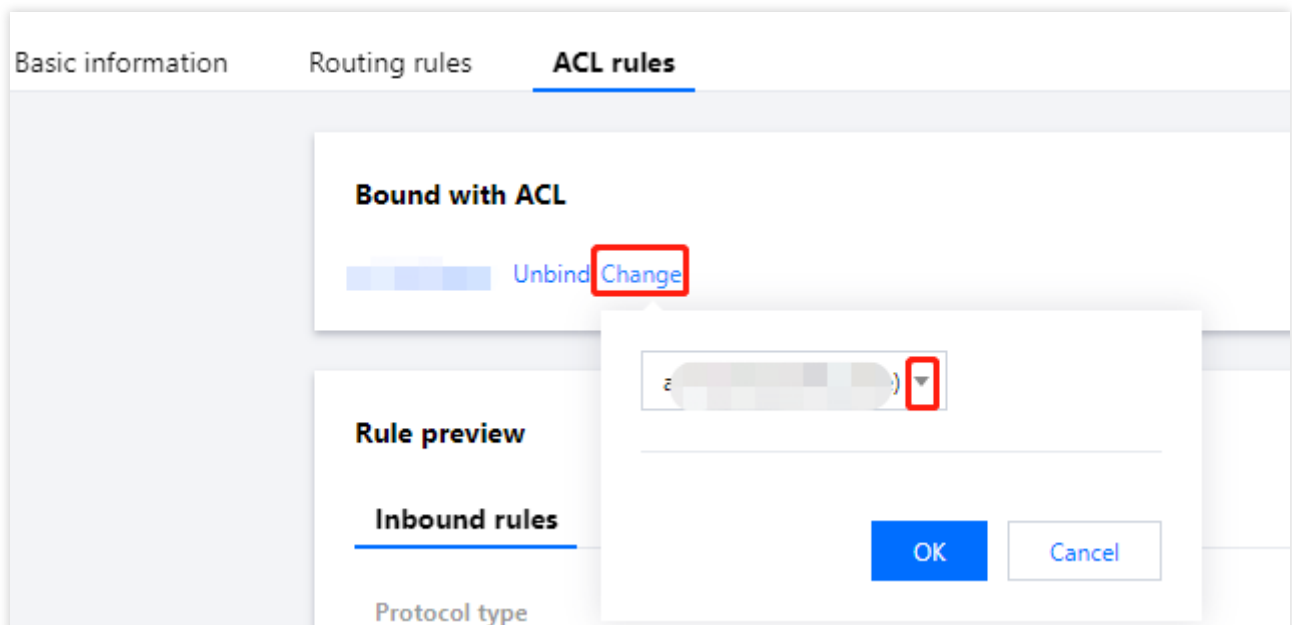 Basic information Routing rules ACL rules
Bound with ACL
Unbind Change
Rule preview
Inbound rules
OK Cancel
Protocol type